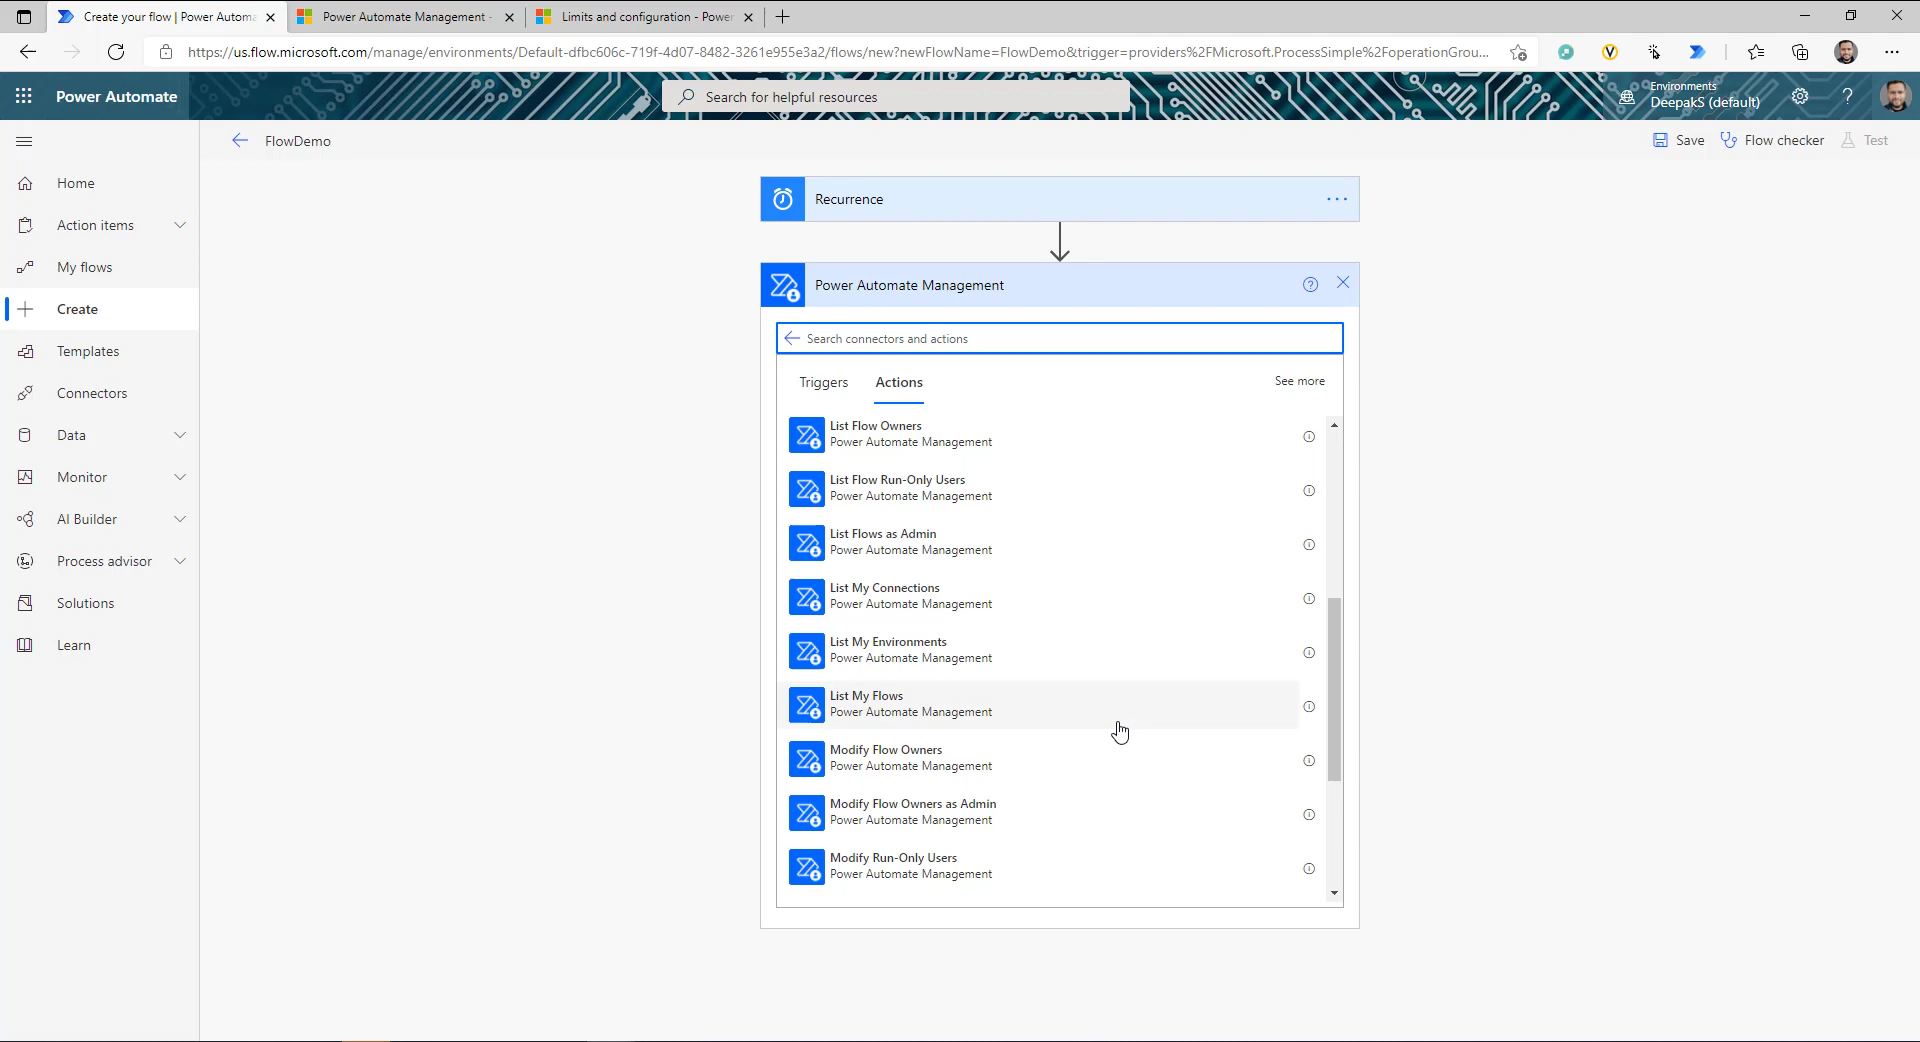 Create your flow | Power Automa
Power Automate Management -
Limits and configuration - Power
https://us.flow.microsoft.com/manage/environments/Default-dfbc606c-719f-4d07-8482-3261e955e3a2/flows/new?newFlowName=FlowDemo&trigger=providers%2FMicrosoft.ProcessSimple%2FoperationGrou...
Power Automate
Search for helpful resources
Environments
DeepakS (default)
FlowDemo
Save
Flow checker
Test
Home
Action items
My flows
Create
Templates
Connectors
Data
Monitor
AI Builder
Process advisor
Solutions
Learn
Recurrence
Power Automate Management
Search connectors and actions
Triggers
Actions
See more
List Flow Owners
Power Automate Management
List Flow Run-Only Users
Power Automate Management
List Flows as Admin
Power Automate Management
List My Connections
Power Automate Management
List My Environments
Power Automate Management
List My Flows
Power Automate Management
Modify Flow Owners
Power Automate Management
Modify Flow Owners as Admin
Power Automate Management
Modify Run-Only Users
Power Automate Management